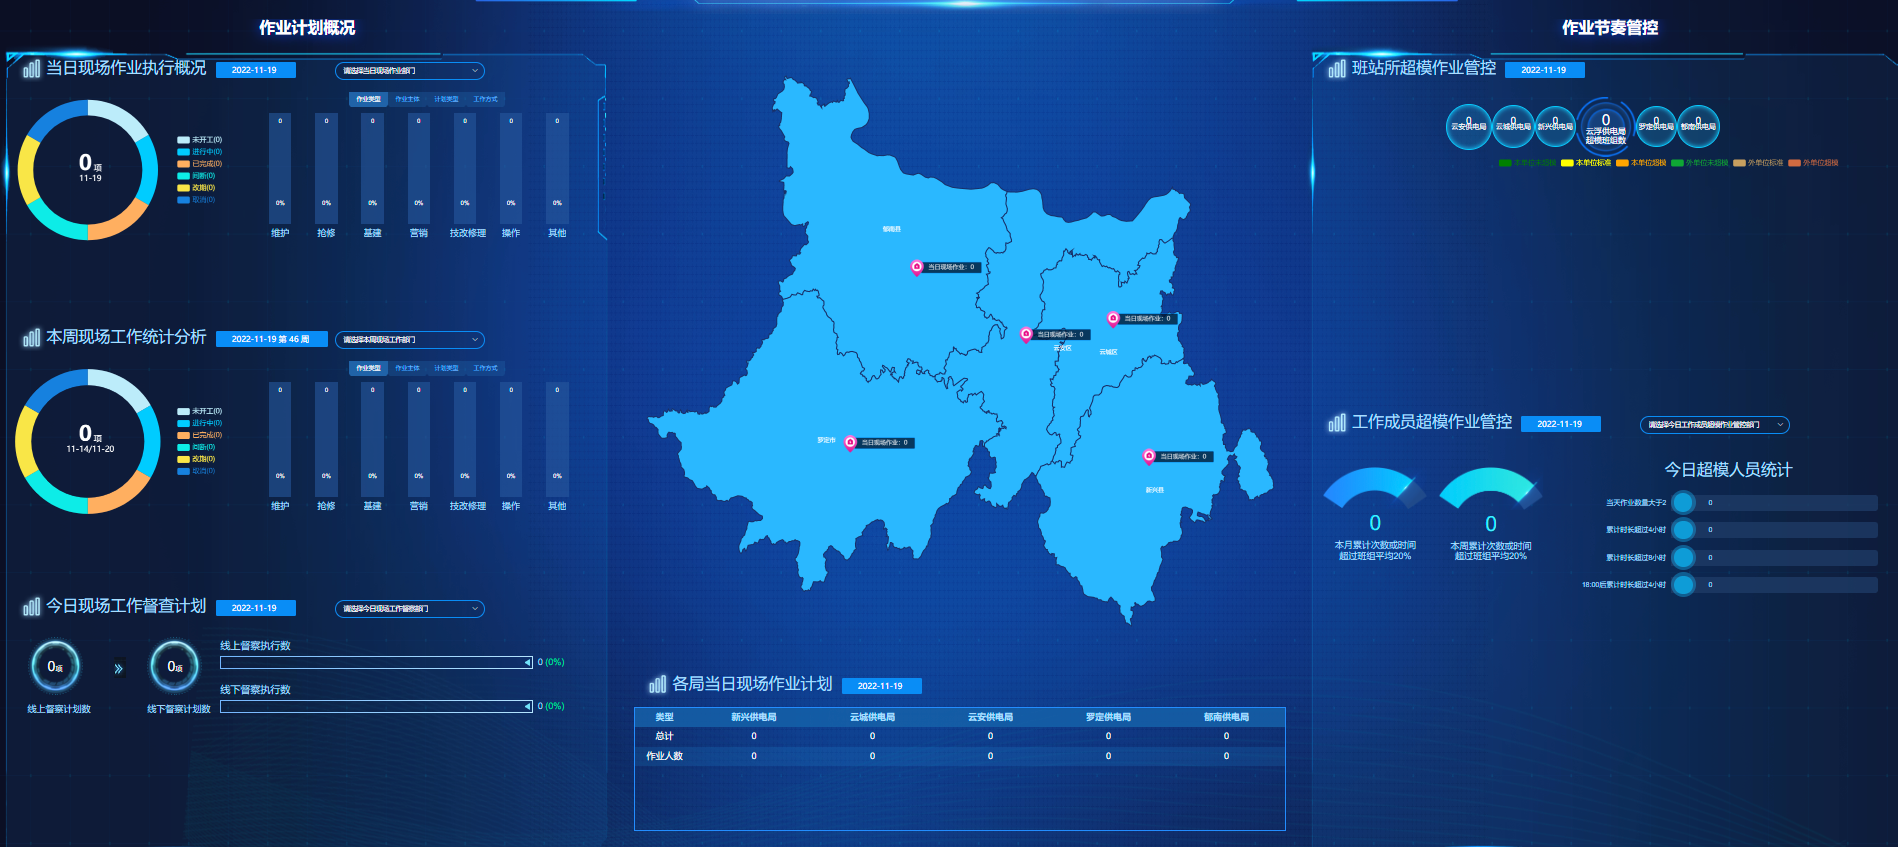 作业计划概况
当日现场作业执行概况
2022-11-19
请选择当日现场作业部门
作业类型 作业主体 计划类型 工作方式
0 项
11-19
未开工(0)
进行中(0)
已完成(0)
间断(0)
改期(0)
取消(0)
0 0 0 0 0 0 0
0% 0% 0% 0% 0% 0% 0%
维护 抢修 基建 营销 技改修理 操作 其他
本周现场工作统计分析
2022-11-19 第 46 周
请选择本周现场工作部门
作业类型 作业主体 计划类型 工作方式
0 项
11-14/11-20
未开工(0)
进行中(0)
已完成(0)
间断(0)
改期(0)
取消(0)
0 0 0 0 0 0 0
0% 0% 0% 0% 0% 0% 0%
维护 抢修 基建 营销 技改修理 操作 其他
今日现场工作督查计划
2022-11-19
请选择今日现场工作督察部门
0项
线上督察计划数
»
0项
线下督察计划数
线上督察执行数
0 (0%)
线下督察执行数
0 (0%)
郁南县
当日现场作业：0
当日现场作业：0
当日现场作业：0
云安区
云城区
罗定市
当日现场作业：0
当日现场作业：0
新兴县
各局当日现场作业计划
2022-11-19
类型 新兴供电局 云城供电局 云安供电局 罗定供电局 郁南供电局
总计 0 0 0 0 0
作业人数 0 0 0 0 0
作业节奏管控
班站所超模作业管控
2022-11-19
0
云安供电局
0
云城供电局
0
新兴供电局
0
云浮供电局
超模班组数
0
罗定供电局
0
郁南供电局
本单位未超模 本单位标准 本单位超模 外单位未超模 外单位标准 外单位超模
工作成员超模作业管控
2022-11-19
请选择今日工作成员超模作业管控部门
0
本月累计次数或时间
超过班组平均20%
0
本周累计次数或时间
超过班组平均20%
今日超模人员统计
当天作业数量大于2 0
累计时长超过4小时 0
累计时长超过8小时 0
18:00后累计时长超过4小时 0